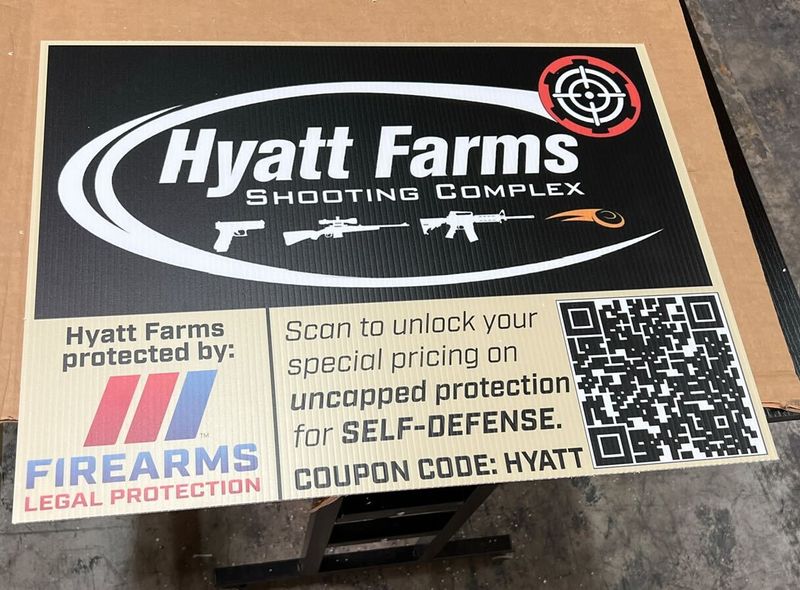 Hyatt Farms
SHOOTING COMPLEX
Hyatt Farms
protected by:
TM
FIREARMS
LEGAL PROTECTION
Scan to unlock your
special pricing on
uncapped protection
for SELF-DEFENSE.
COUPON CODE: HYATT